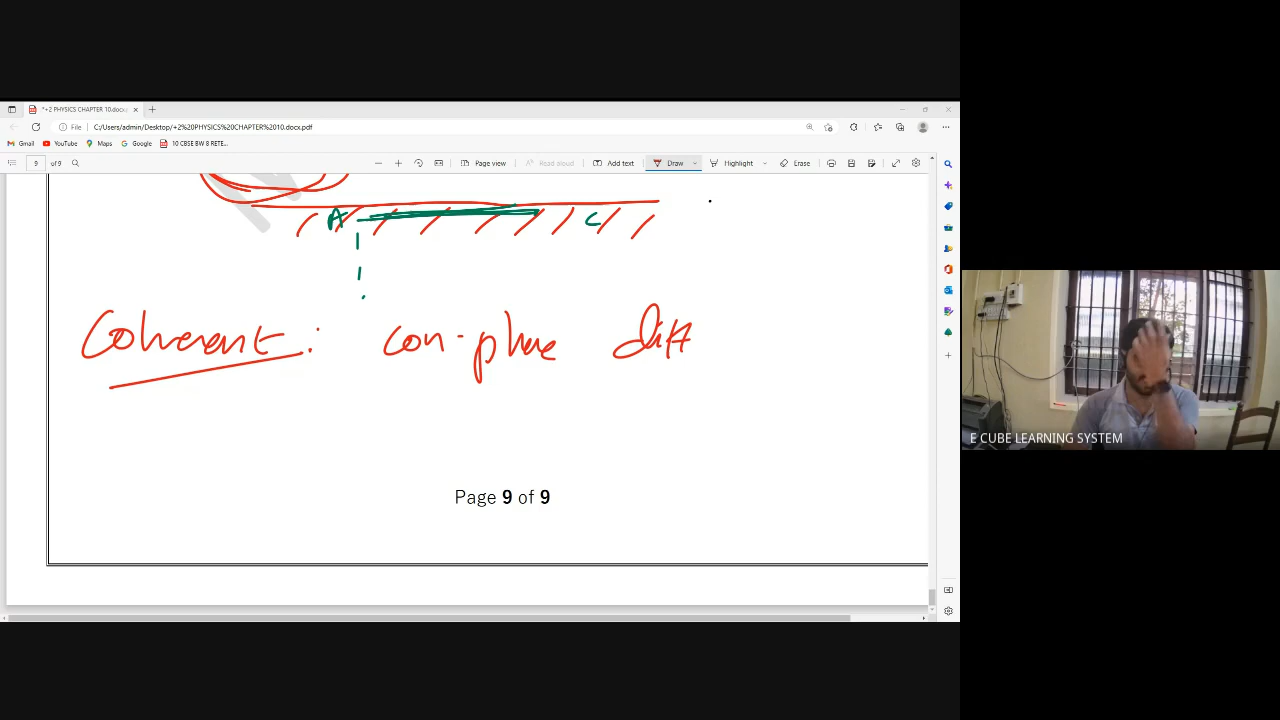 *+2 PHYSICS CHAPTER 10.docx.p
File C:/Users/admin/Desktop/+2%20PHYSICS%20CHAPTER%2010.docx.pdf
Gmail YouTube Maps Google 10 CBSE BW 8 RETE...
9 of 9 Page view Read aloud Add text Draw Highlight Erase
A C
Coherent : con-phase diff
E CUBE LEARNING SYSTEM
Page 9 of 9